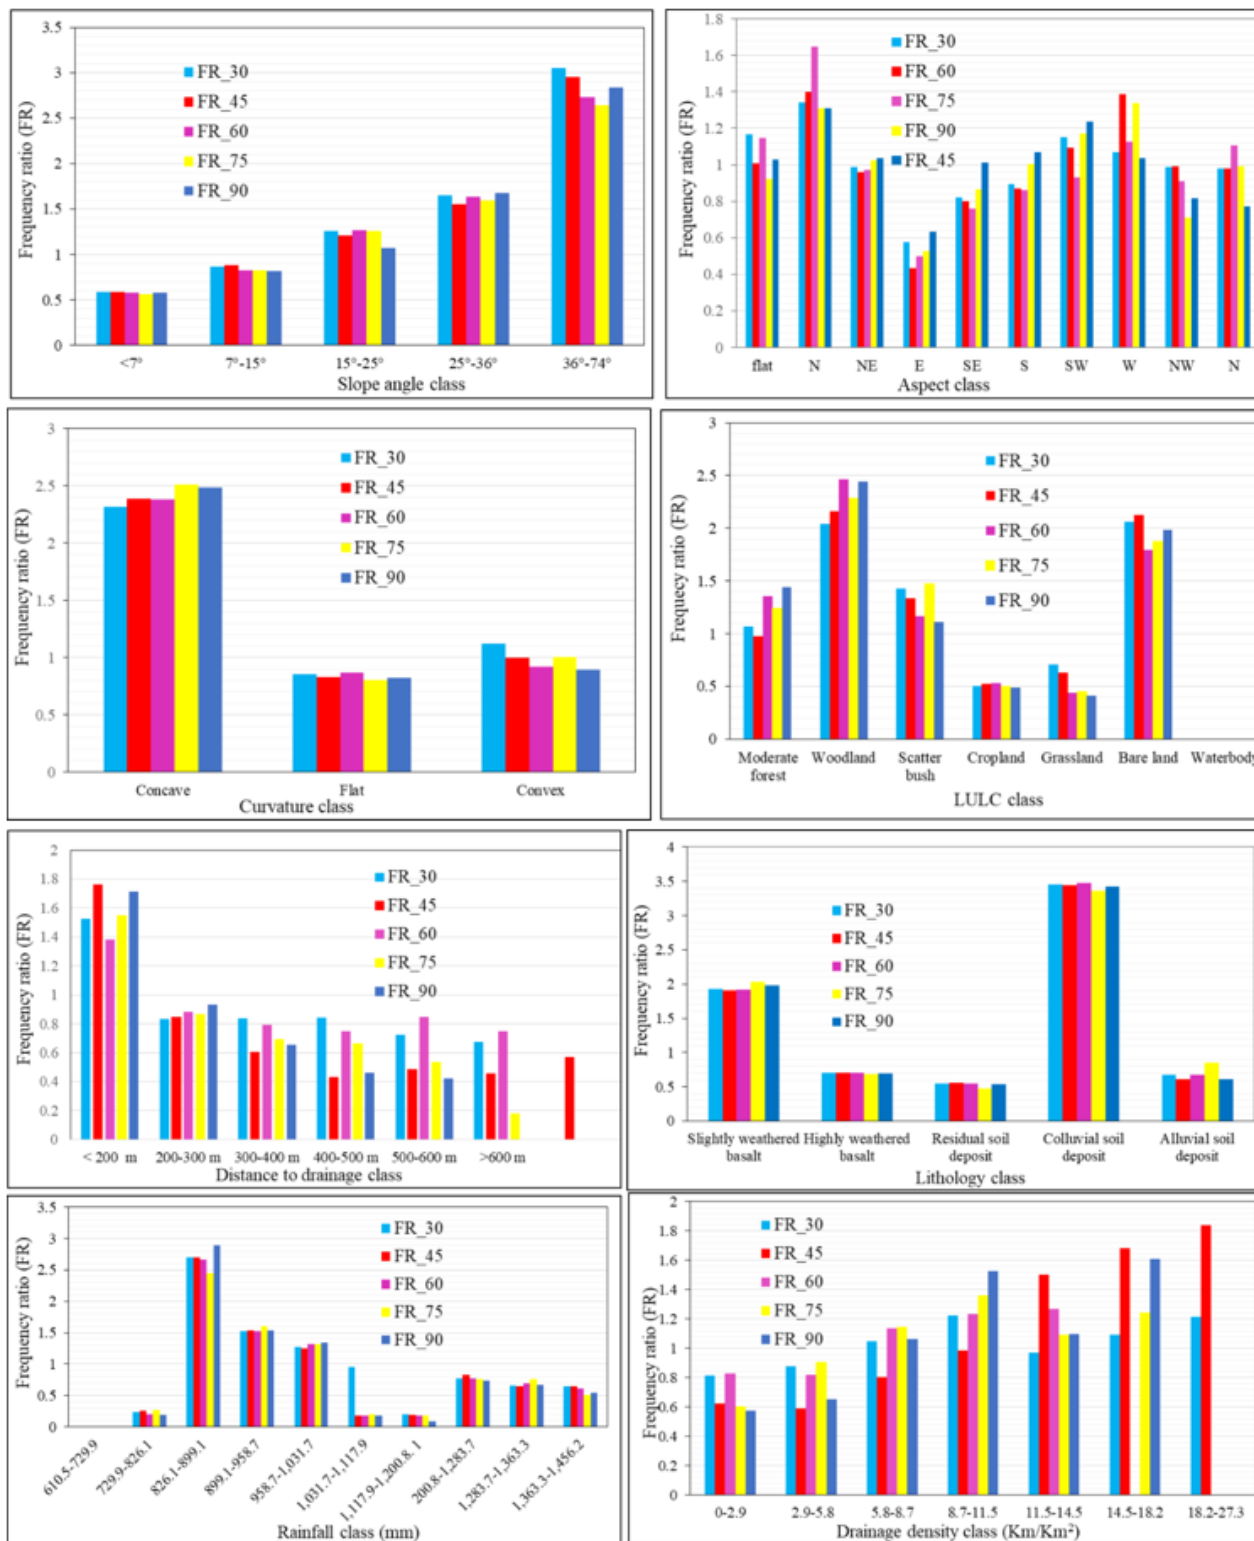 3.5
3
2.5
2
1.5
1
0.5
0
Frequency ratio (FR)
FR_30
FR_45
FR_60
FR_75
FR_90
<7° 7°-15° 15°-25° 25°-36° 36°-74°
Slope angle class
1.8
1.6
1.4
1.2
1
0.8
0.6
0.4
0.2
0
Frequency ratio (FR)
FR_30
FR_60
FR_75
FR_90
FR_45
flat N NE E SE S SW W NW N
Aspect class
3
2.5
2
1.5
1
0.5
0
Frequency ratio (FR)
FR_30
FR_45
FR_60
FR_75
FR_90
Concave Flat Convex
Curvature class
3
2.5
2
1.5
1
0.5
0
Frequecy ratio (FR)
FR_30
FR_45
FR_60
FR_75
FR_90
Moderate Woodland Scatter Cropland Grassland Bare land Waterbody
forest bush
LULC class
2
1.8
1.6
1.4
1.2
1
0.8
0.6
0.4
0.2
0
Frequency ratio (FR)
FR_30
FR_45
FR_60
FR_75
FR_90
< 200 m 200-300 m 300-400 m 400-500 m 500-600 m >600 m
Distance to drainage class
4
3.5
3
2.5
2
1.5
1
0.5
0
Frequency ratio (FR)
FR_30
FR_45
FR_60
FR_75
FR_90
Slightly weathered Highly weathered Residual soil Colluvial soil Alluvial soil
basalt basalt deposit deposit deposit
Lithology class
3.5
3
2.5
2
1.5
1
0.5
0
Frequency ratio (FR)
FR_30
FR_45
FR_60
FR_75
FR_90
610.5-729.9
729.9-826.1
826.1-899.1
899.1-958.7
958.7-1,031.7
1,031.7-1,117.9
1,117.9-1,200.8. 1
200.8-1,283.7
1,283.7-1,363.3
1,363.3-1,456.2
Rainfall class (mm)
2
1.8
1.6
1.4
1.2
1
0.8
0.6
0.4
0.2
0
Frequency ratio (FR)
FR_30
FR_45
FR_60
FR_75
FR_90
0-2.9 2.9-5.8 5.8-8.7 8.7-11.5 11.5-14.5 14.5-18.2 18.2-27.3
Drainage density class (Km/Km²)